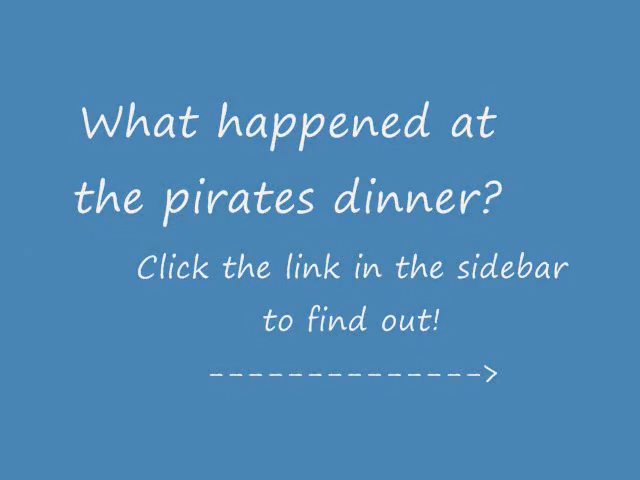 What happened at
the pirates dinner?
Click the link in the sidebar
to find out!
-------------->